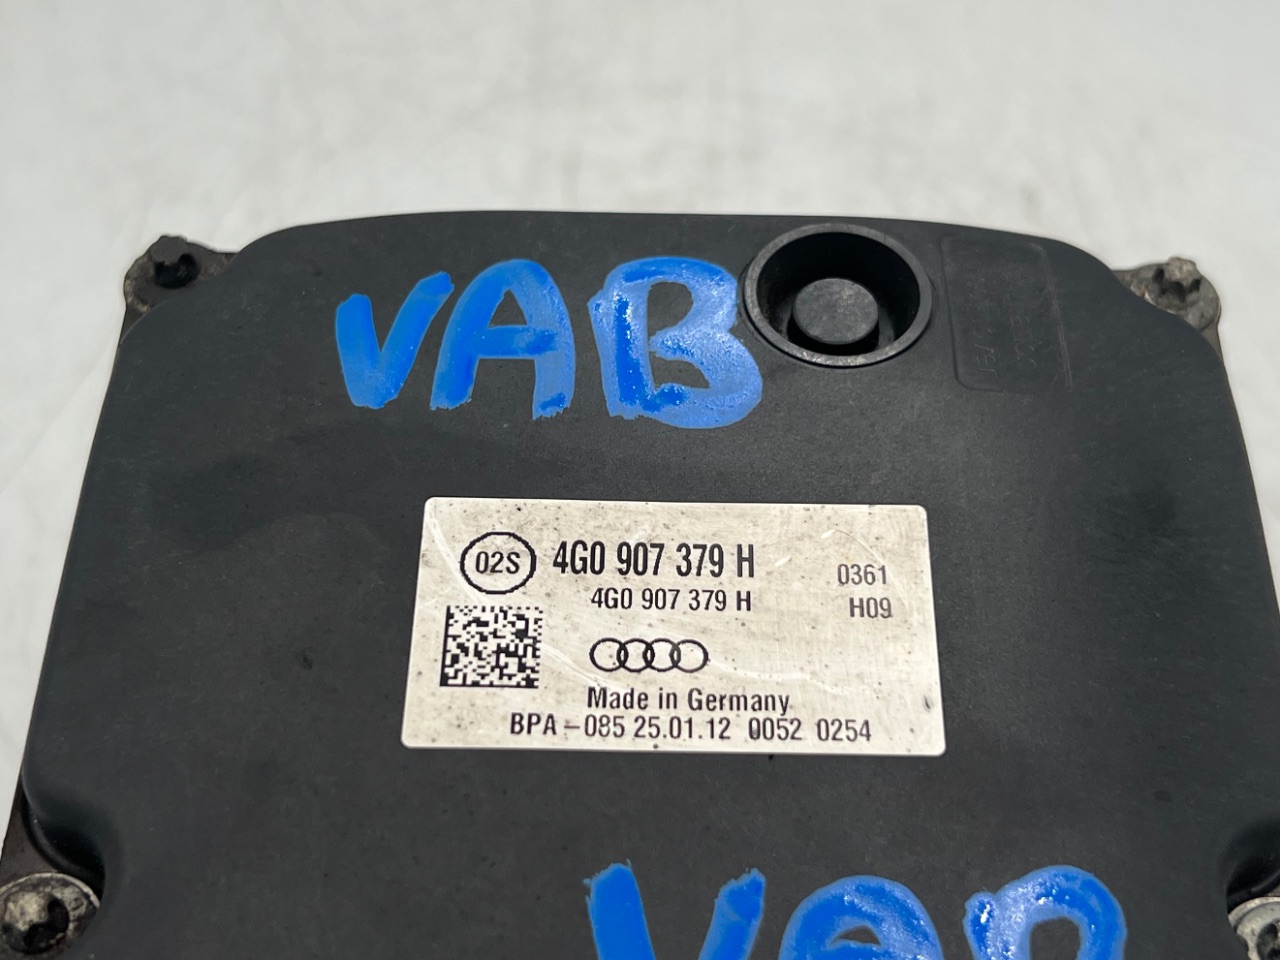 VAB
02S 4G0 907 379 H 0361
4G0 907 379 H H09
Made in Germany
BPA-085 25.01.12 0052 0254